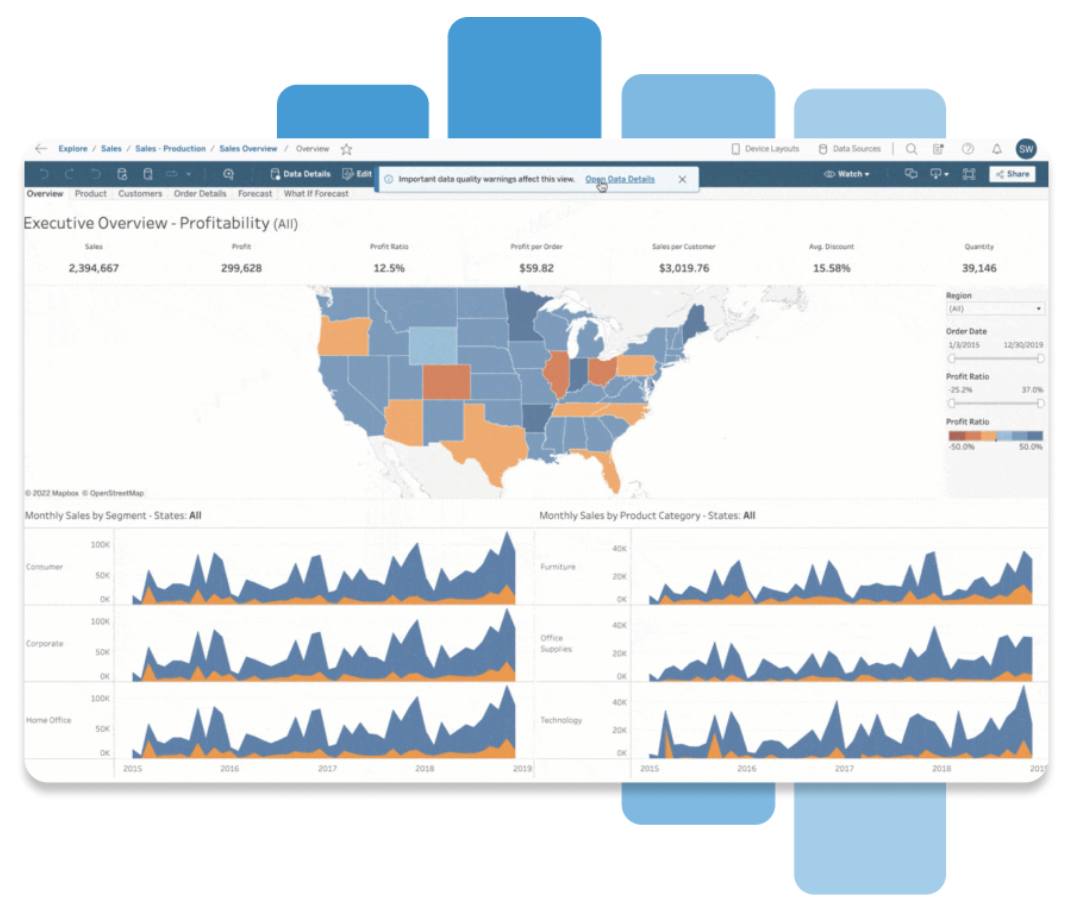 Explore / Sales / Sales - Production / Sales Overview / Overview
Device Layouts
Data Sources
SW
Data Details
Edit
Important data quality warnings affect this view. Open Data Details
Watch
Share
Overview Product Customers Order Details Forecast What If Forecast
Executive Overview - Profitability (All)
Sales Profit Profit Ratio Profit per Order Sales per Customer Avg. Discount Quantity
2,394,667 299,628 12.5% $59.82 $3,019.76 15.58% 39,146
Region
(All)
Order Date
1/3/2015 12/30/2019
Profit Ratio
-25.2% 37.0%
Profit Ratio
-50.0% 50.0%
© 2022 Mapbox © OpenStreetMap
Monthly Sales by Segment - States: All
Consumer
100K
50K
0K
Corporate
100K
50K
0K
Home Office
100K
50K
0K
2015 2016 2017 2018 2019
Monthly Sales by Product Category - States: All
Furniture
40K
20K
0K
Office
Supplies
40K
20K
0K
Technology
40K
20K
0K
2015 2016 2017 2018 2019